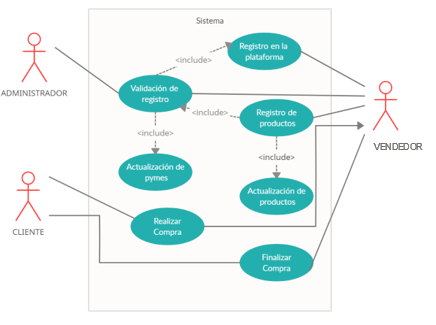 Sistema
Registro en la
plataforma
<include>
ADMINISTRADOR
Validación de
registro
<include>
Registro de
productos
<include>
VENDEDOR
<include>
Actualización de
pymes
Actualización de
productos
CLIENTE
Realizar
Compra
Finalizar
Compra